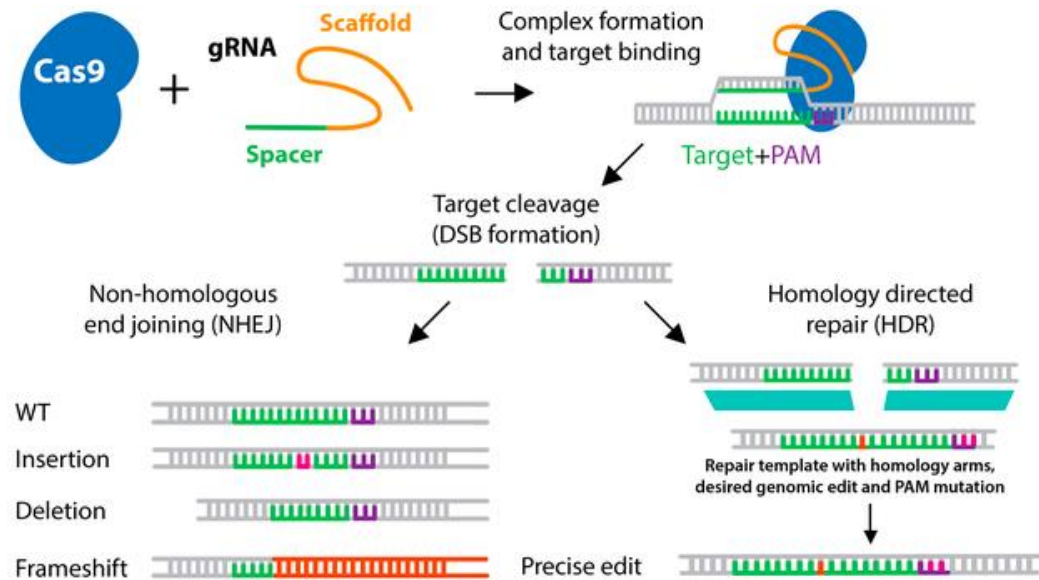 Cas9
+
gRNA
Scaffold
Spacer
Complex formation
and target binding
Target+PAM
Target cleavage
(DSB formation)
Non-homologous
end joining (NHEJ)
Homology directed
repair (HDR)
WT
Insertion
Deletion
Frameshift
Repair template with homology arms,
desired genomic edit and PAM mutation
Precise edit